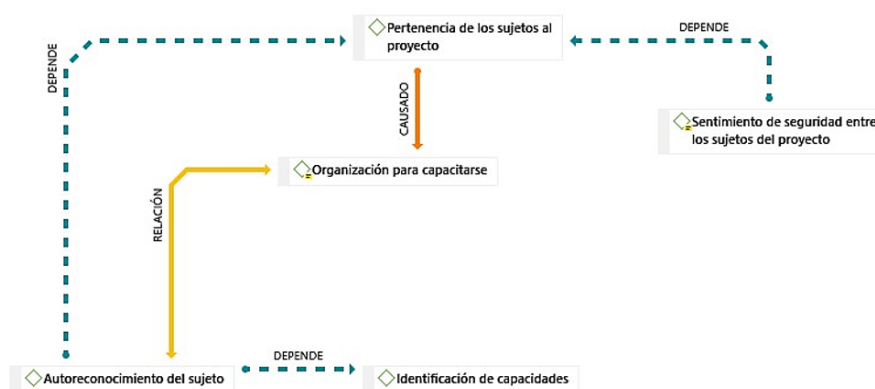 Pertenencia de los sujetos al
proyecto
DEPENDE
DEPENDE
CAUSADO
Sentimiento de seguridad entre
los sujetos del proyecto
Organización para capacitarse
RELACIÓN
DEPENDE
Autoreconocimiento del sujeto
Identificación de capacidades